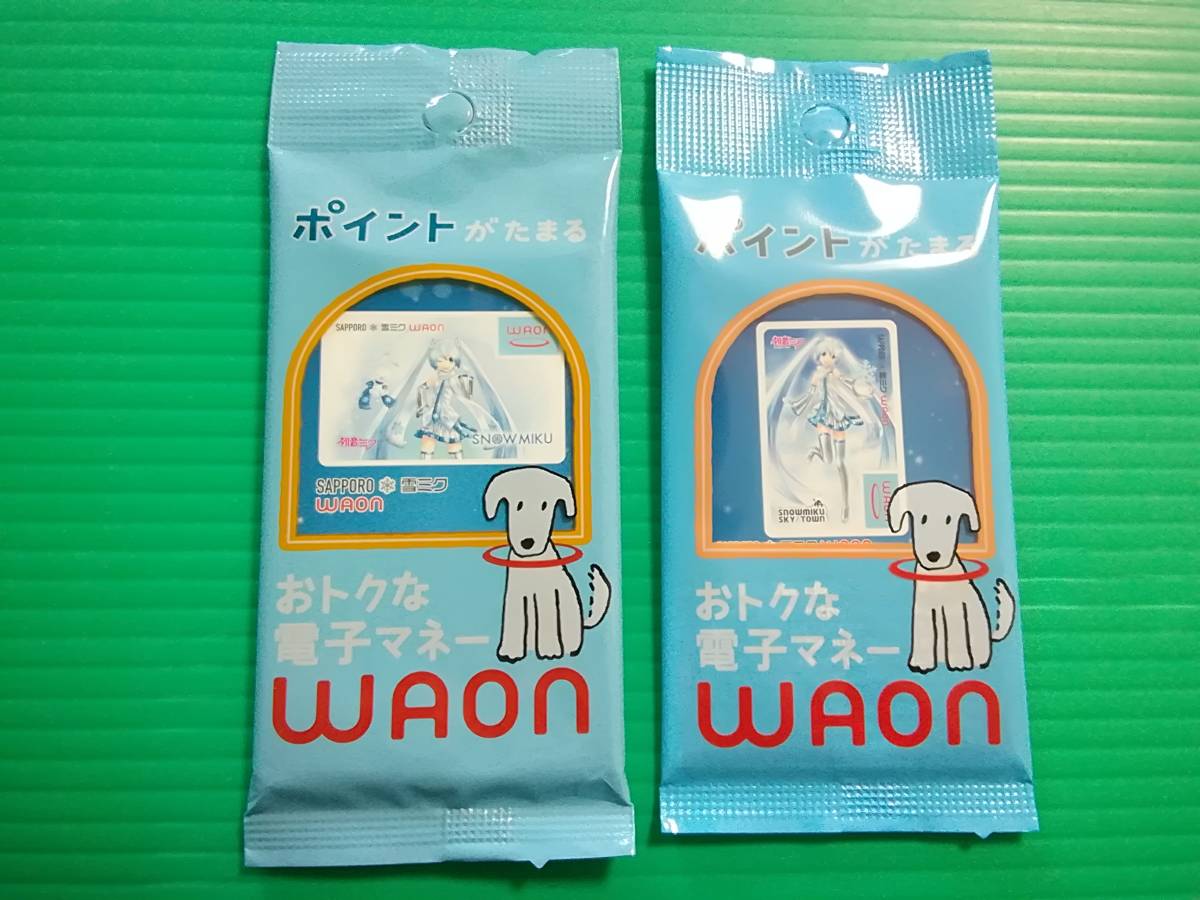 ポイントがたまる
SAPPORO ❄ 雪ミク WAON
WAON
初音ミク
SNOW MIKU
SAPPORO ❄ 雪ミク
WAON
おトクな
電子マネー
WAON
ポイントがたまる
初音ミク
WAON
SNOWMIKU
SKY TOWN
おトクな
電子マネー
WAON